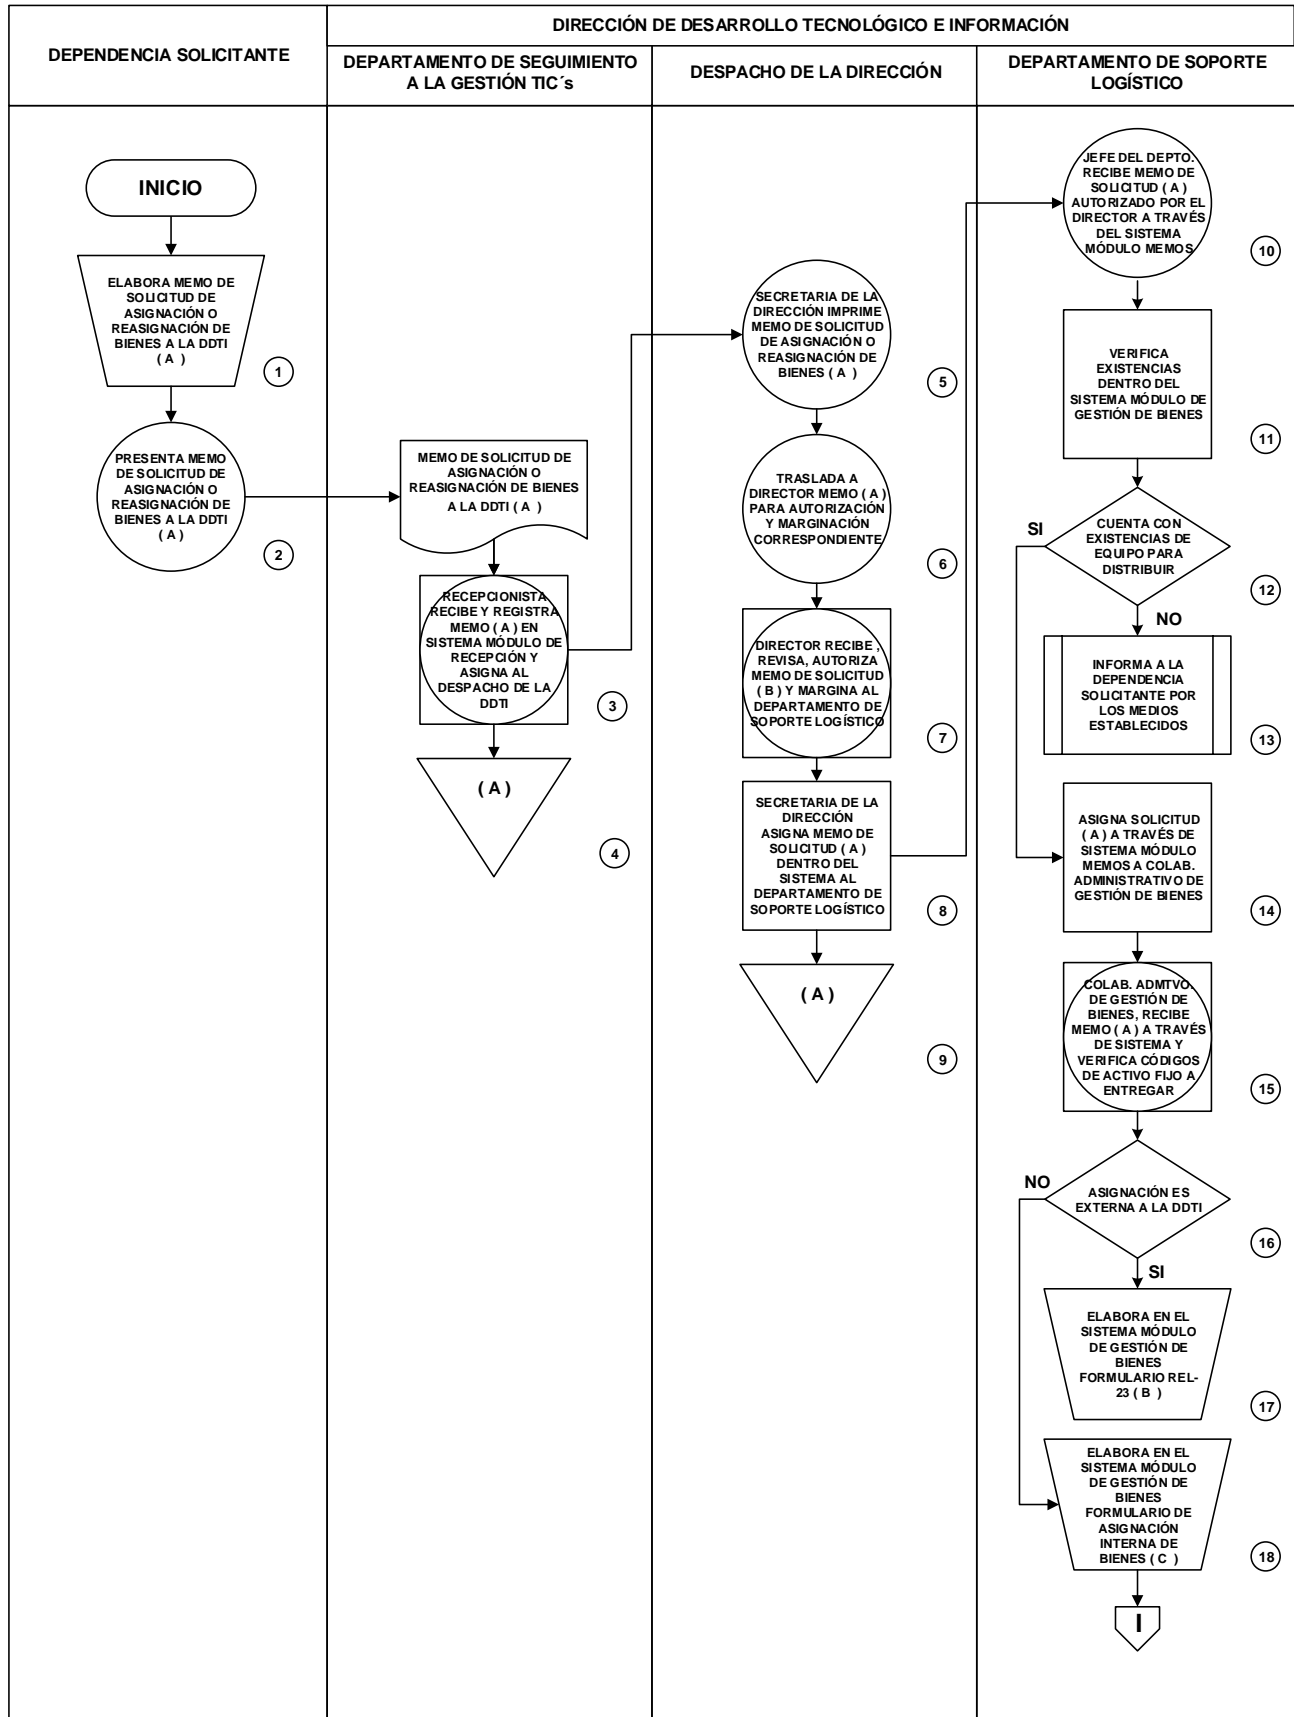 DEPENDENCIA SOLICITANTE
DIRECCIÓN DE DESARROLLO TECNOLÓGICO E INFORMACIÓN
DEPARTAMENTO DE SEGUIMIENTO
A LA GESTIÓN TIC´s
DESPACHO DE LA DIRECCIÓN
DEPARTAMENTO DE SOPORTE
LOGÍSTICO
INICIO
ELABORA MEMO DE
SOLICITUD DE
ASIGNACIÓN O
REASIGNACIÓN DE
BIENES A LA DDTI
( A )
1
PRESENTA MEMO
DE SOLICITUD DE
ASIGNACIÓN O
REASIGNACIÓN DE
BIENES A LA DDTI
( A )
2
MEMO DE SOLICITUD DE
ASIGNACIÓN O
REASIGNACIÓN DE BIENES
A LA DDTI ( A )
RECEPCIONISTA
RECIBE Y REGISTRA
MEMO ( A ) EN
SISTEMA MÓDULO DE
RECEPCIÓN Y
ASIGNA AL
DESPACHO DE LA
DDTI
3
( A )
4
SECRETARIA DE LA
DIRECCIÓN IMPRIME
MEMO DE SOLICITUD
DE ASIGNACIÓN O
REASIGNACIÓN DE
BIENES ( A )
5
TRASLADA A
DIRECTOR MEMO ( A )
PARA AUTORIZACIÓN
Y MARGINACIÓN
CORRESPONDIENTE
6
DIRECTOR RECIBE ,
REVISA, AUTORIZA
MEMO DE SOLICITUD
( B ) Y MARGINA AL
DEPARTAMENTO DE
SOPORTE LOGÍSTICO
7
SECRETARIA DE LA
DIRECCIÓN
ASIGNA MEMO DE
SOLICITUD ( A )
DENTRO DEL
SISTEMA AL
DEPARTAMENTO DE
SOPORTE LOGÍSTICO
8
( A )
9
JEFE DEL DEPTO.
RECIBE MEMO DE
SOLICITUD ( A )
AUTORIZADO POR EL
DIRECTOR A TRAVÉS
DEL SISTEMA
MÓDULO MEMOS
10
VERIFICA
EXISTENCIAS
DENTRO DEL
SISTEMA MÓDULO DE
GESTIÓN DE BIENES
11
SI
CUENTA CON
EXISTENCIAS DE
EQUIPO PARA
DISTRIBUIR
12
NO
INFORMA A LA
DEPENDENCIA
SOLICITANTE POR
LOS MEDIOS
ESTABLECIDOS
13
ASIGNA SOLICITUD
( A ) A TRAVÉS DE
SISTEMA MÓDULO
MEMOS A COLAB.
ADMINISTRATIVO DE
GESTIÓN DE BIENES
14
COLAB. ADMTVO.
DE GESTIÓN DE
BIENES, RECIBE
MEMO ( A ) A TRAVÉS
DE SISTEMA Y
VERIFICA CÓDIGOS
DE ACTIVO FIJO A
ENTREGAR
15
NO
ASIGNACIÓN ES
EXTERNA A LA DDTI
16
SI
ELABORA EN EL
SISTEMA MÓDULO
DE GESTIÓN DE
BIENES
FORMULARIO REL-
23 ( B )
17
ELABORA EN EL
SISTEMA MÓDULO
DE GESTIÓN DE
BIENES
FORMULARIO DE
ASIGNACIÓN
INTERNA DE
BIENES ( C )
18
I